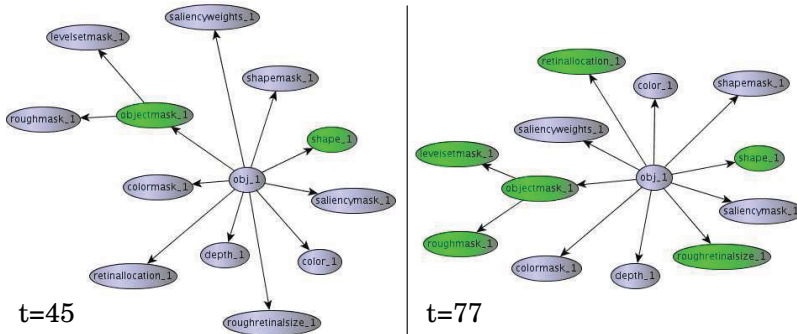 saliencyweights_1
levelsetmask_1
shapemask_1
roughmask_1
objectmask_1
shape_1
obj_1
colormask_1
saliencymask_1
depth_1
color_1
retinallocation_1
roughretinalsize_1
t=45
retinallocation_1
color_1
shapemask_1
saliencyweights_1
levelsetmask_1
shape_1
objectmask_1
obj_1
saliencymask_1
roughmask_1
roughretinalsize_1
colormask_1
depth_1
t=77